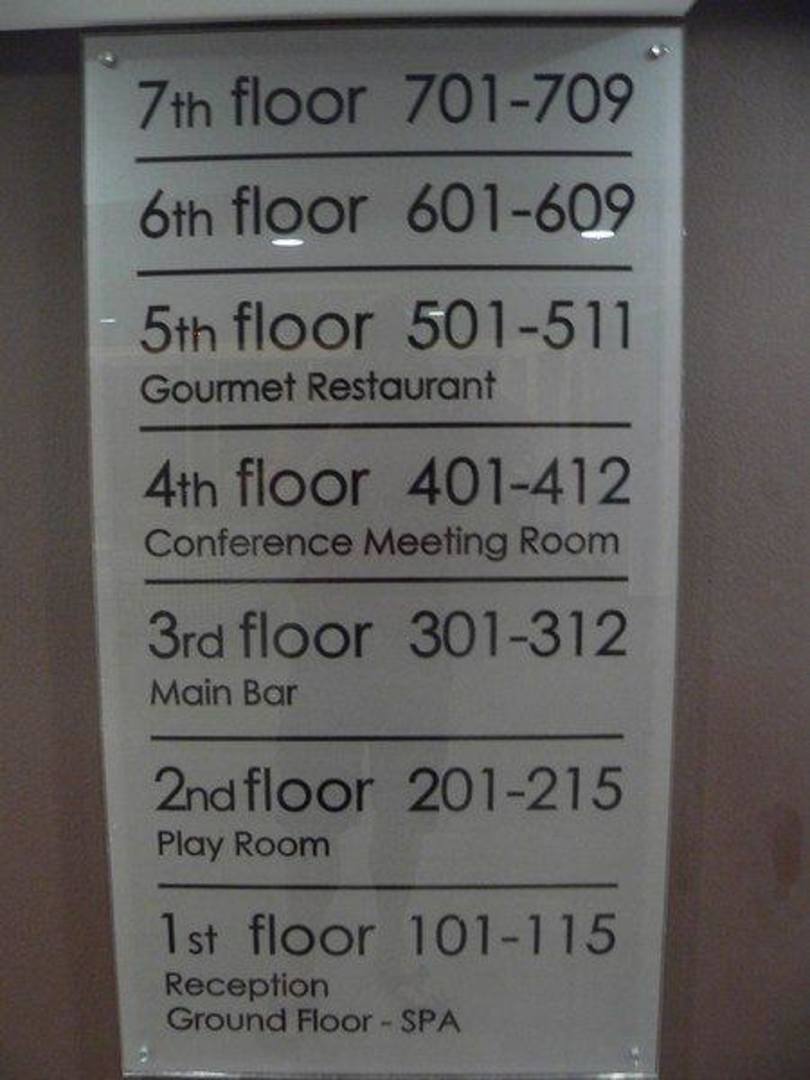 7th floor 701-709
6th floor 601-609
5th floor 501-511
Gourmet Restaurant
4th floor 401-412
Conference Meeting Room
3rd floor 301-312
Main Bar
2nd floor 201-215
Play Room
1st floor 101-115
Reception
Ground Floor - SPA